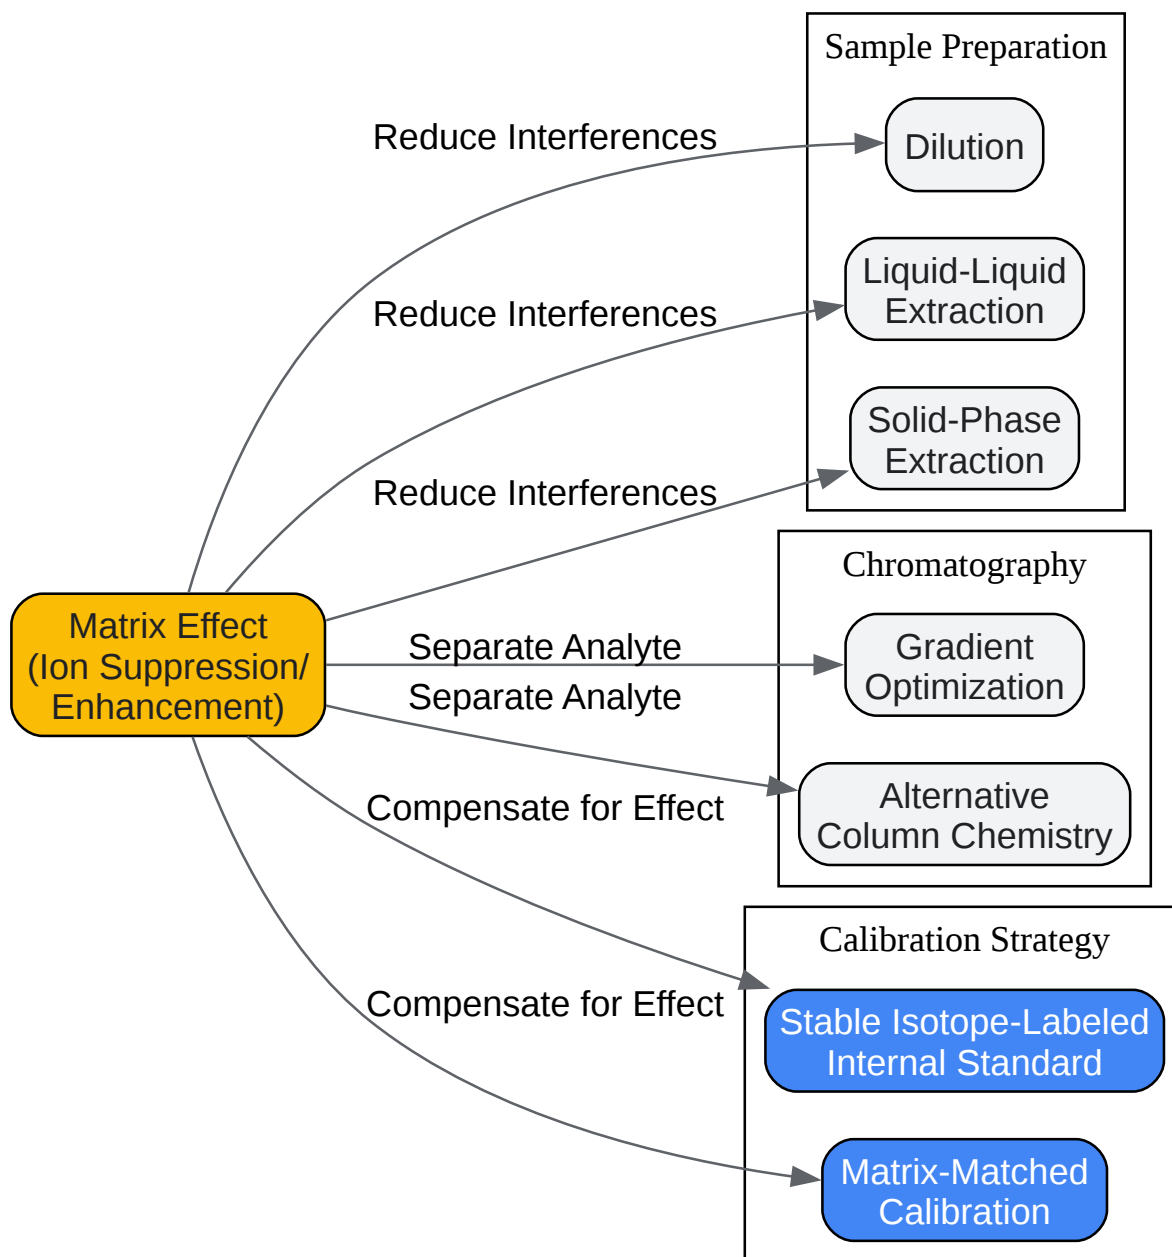 Sample Preparation
Reduce Interferences
Dilution
Reduce Interferences
Liquid-Liquid
Extraction
Reduce Interferences
Solid-Phase
Extraction
Chromatography
Matrix Effect
(Ion Suppression/
Enhancement)
Separate Analyte
Gradient
Optimization
Separate Analyte
Alternative
Column Chemistry
Compensate for Effect
Calibration Strategy
Stable Isotope-Labeled
Internal Standard
Compensate for Effect
Matrix-Matched
Calibration